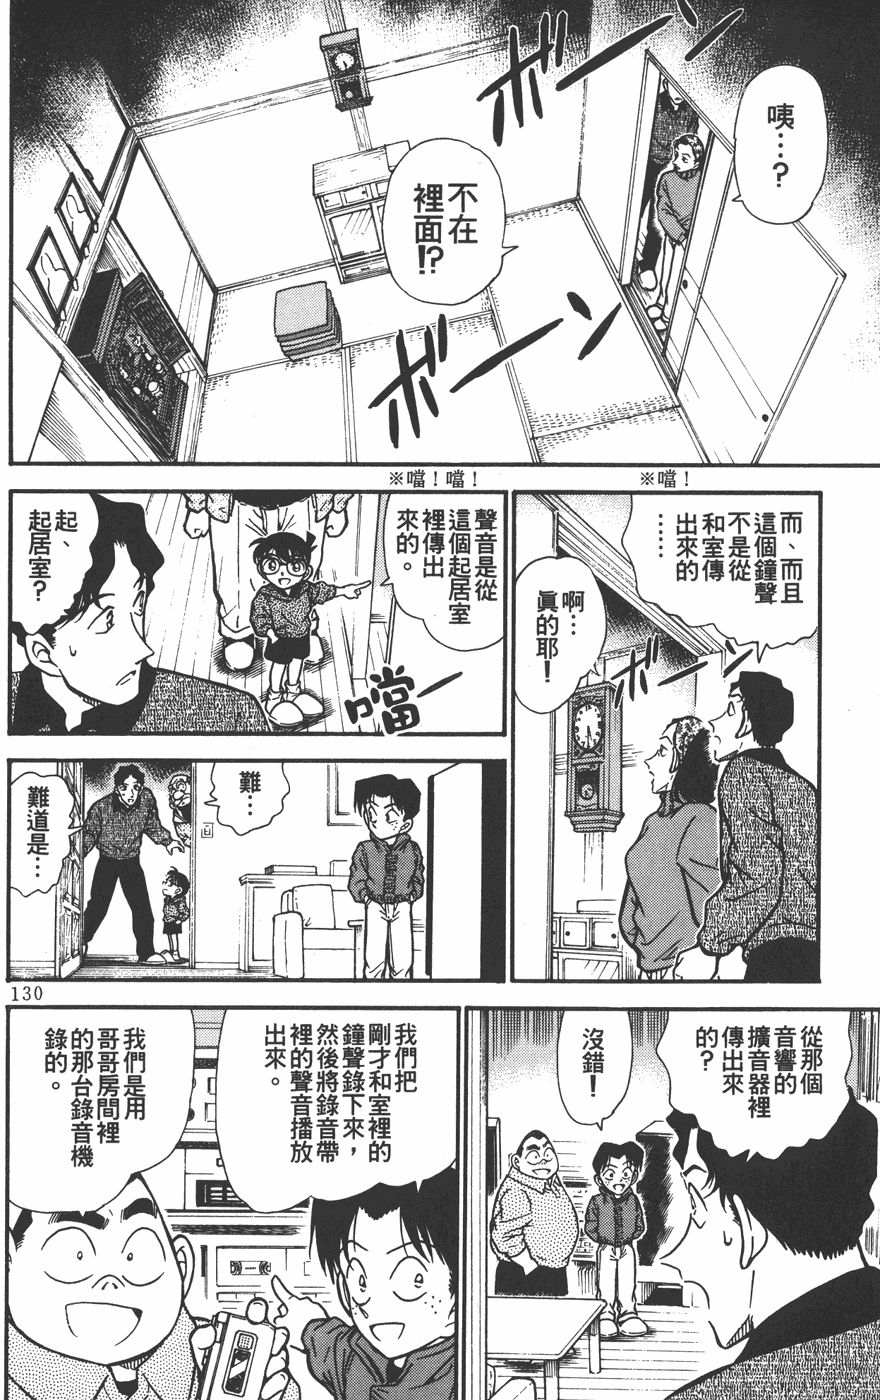 咦…?
ボーン
不在
裡面!?
ボーン
※噹！
※噹！噹！
而、而且
這個鐘聲
不是從
和室傳
出來的
……
啊…
眞的耶！
ボーン
聲音是從
這個起居室
裡傳出
來的。
起、
起居室？
噹—
難…
難道是…
130
從那個
音響的
擴音器裡
傳出來
的？
沒錯！
我們把
剛才和室裡的
鐘聲錄下來，
然後將錄音帶
裡的聲音播放
出來。
我們是用
哥哥房間裡
的那台錄音機
錄的。